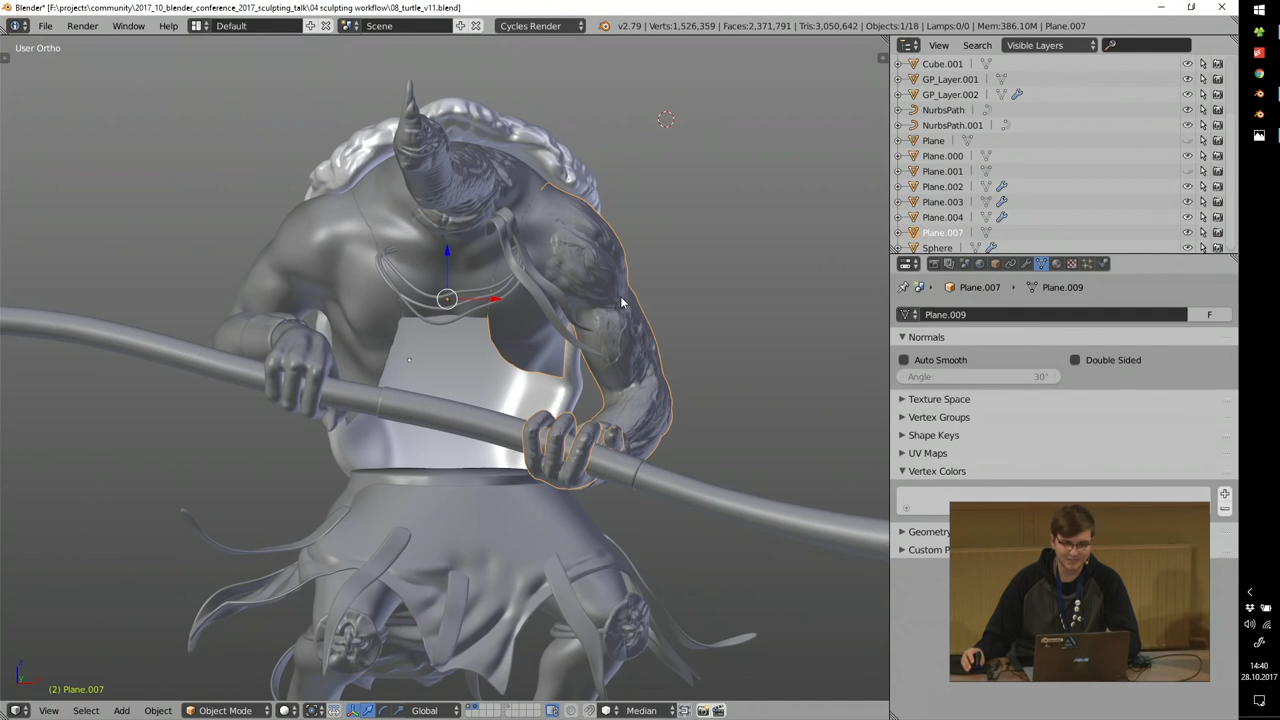 Blender* [F:\projects\community\2017_10_blender_conference_2017_sculpting_talk\04 sculpting workflow\08_turtle_v11.blend]
File Render Window Help Default Scene Cycles Render v2.79 | Verts:1,526,359 | Faces:2,371,791 | Tris:3,050,642 | Objects:1/18 | Lamps:0/0 | Mem:386.10M | Plane.007
User Ortho
View Search Visible Layers
Cube.001
GP_Layer.001
GP_Layer.002
NurbsPath
NurbsPath.001
Plane
Plane.000
Plane.001
Plane.002
Plane.003
Plane.004
Plane.007
Sphere
Plane.007 Plane.009
Plane.009 F
Normals
Auto Smooth Double Sided
Angle: 30°
Texture Space
Vertex Groups
Shape Keys
UV Maps
Vertex Colors
Geometry
Custom P
(2) Plane.007
View Select Add Object Object Mode Global Median
14:40
28.10.2017